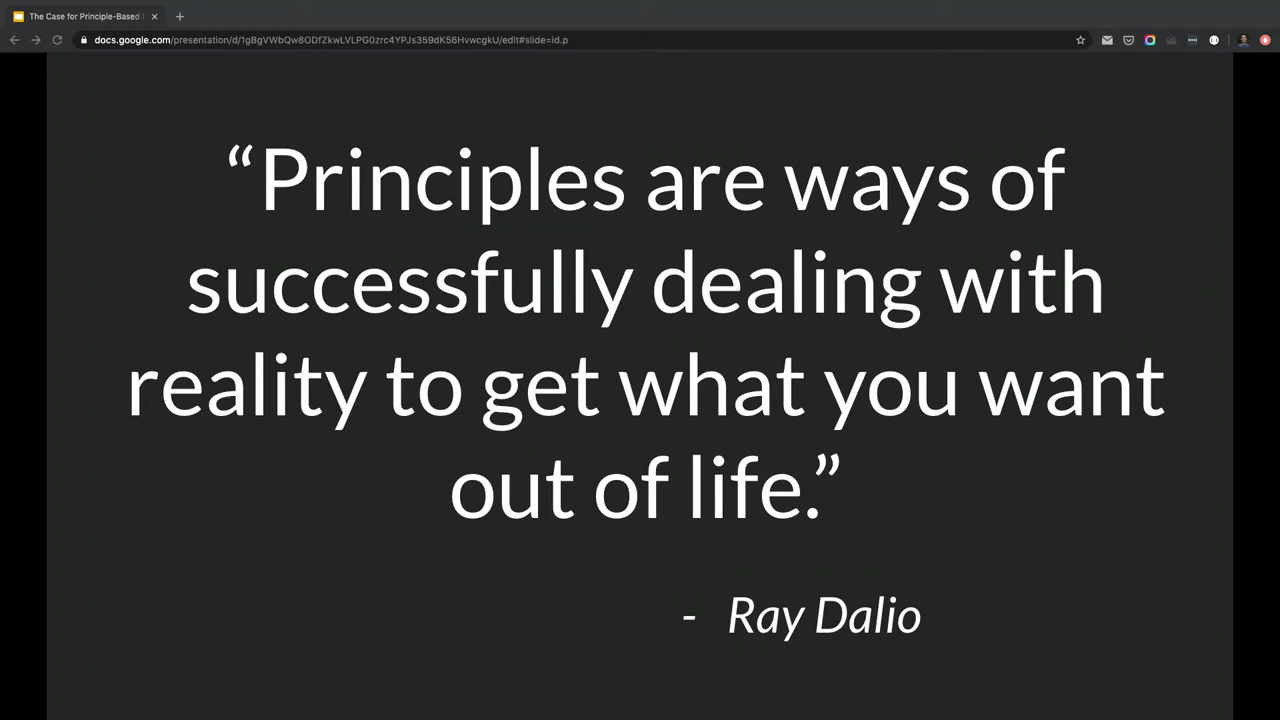 The Case for Principle-Based
docs.google.com/presentation/d/1gBgVWbQw8ODfZkwLVLPG0zrc4YPJs359dK56HvwcgkU/edit#slide=id.p
“Principles are ways of
successfully dealing with
reality to get what you want
out of life.”
- Ray Dalio